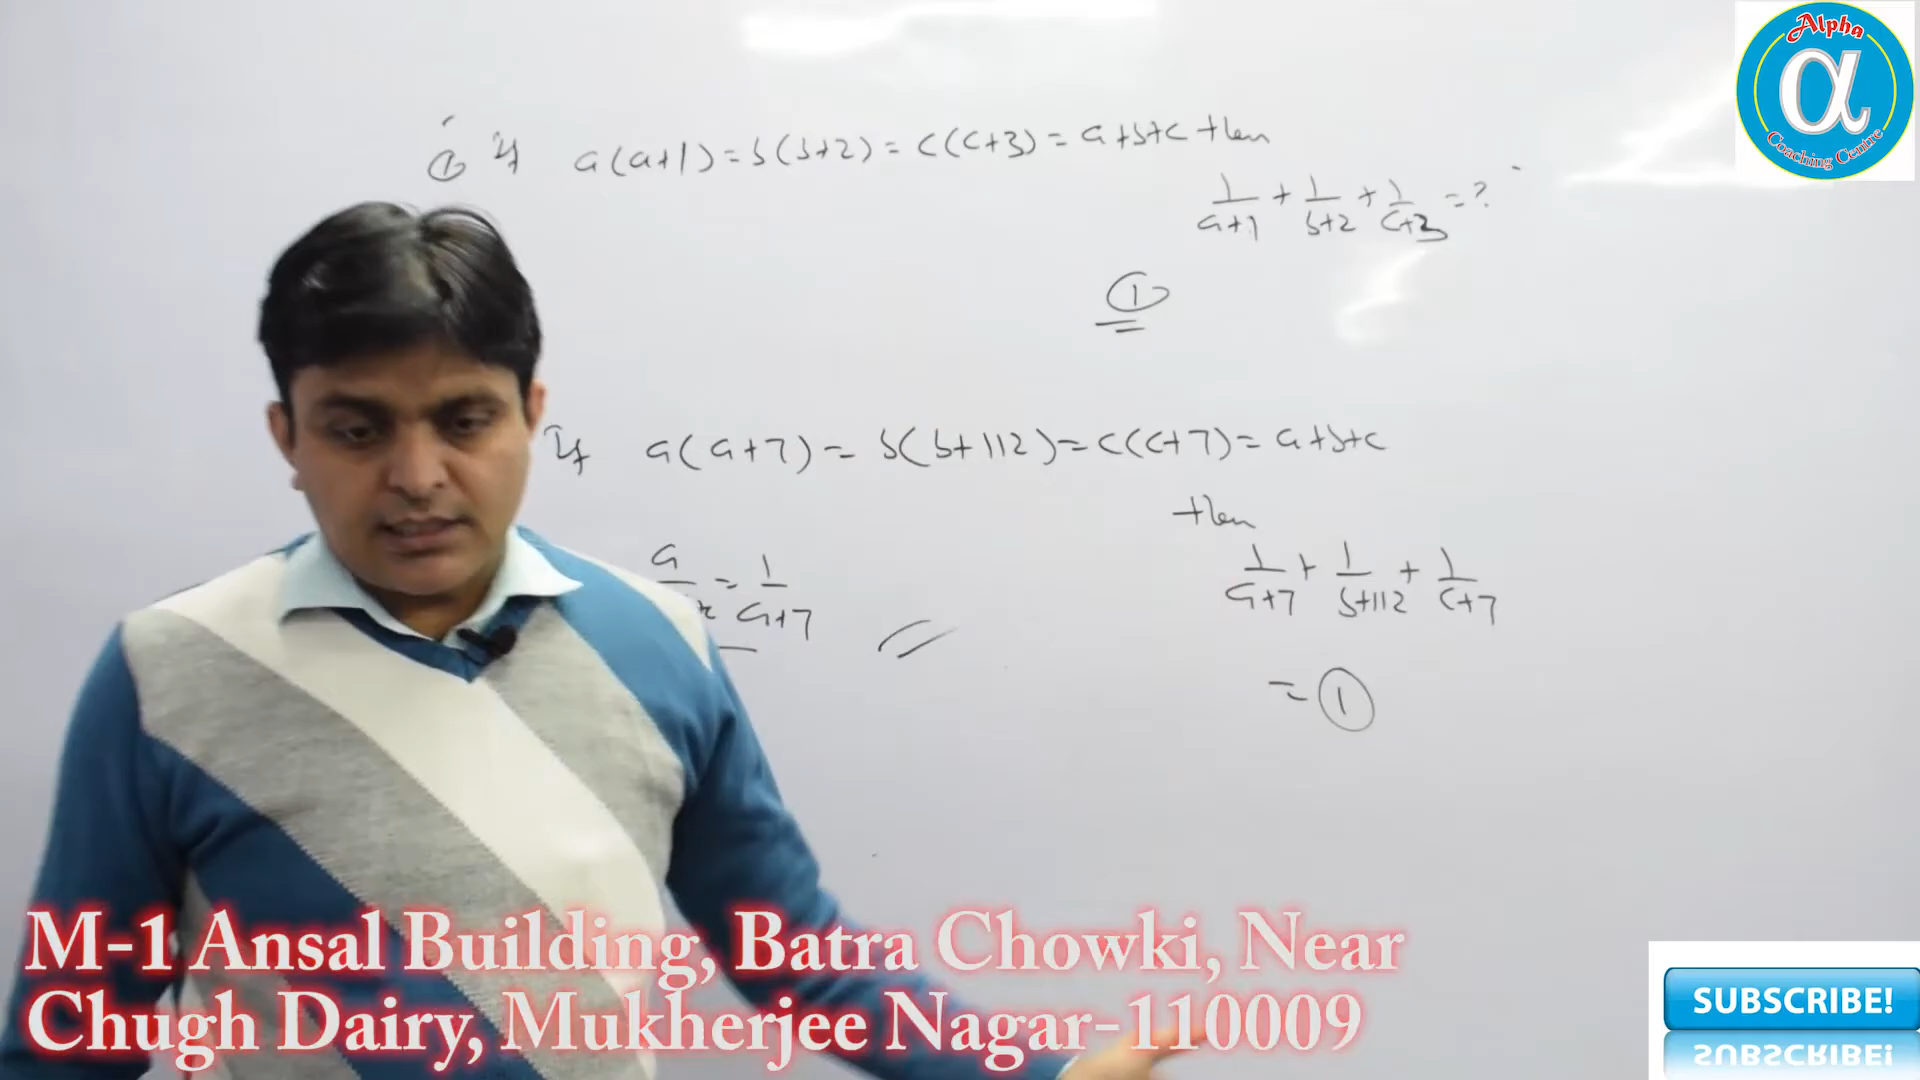 Alpha
α
Coaching Centre
① If a(a+1) = b(b+2) = c(c+3) = a+b+c then
1/(a+1) + 1/(b+2) + 1/(c+3) = ?
①
If a(a+7) = b(b+112) = c(c+7) = a+b+c
then
a = 1/(a+7)
1/(a+7) + 1/(b+112) + 1/(c+7)
= ①
M-1 Ansal Building, Batra Chowki, Near
Chugh Dairy, Mukherjee Nagar-110009
SUBSCRIBE!